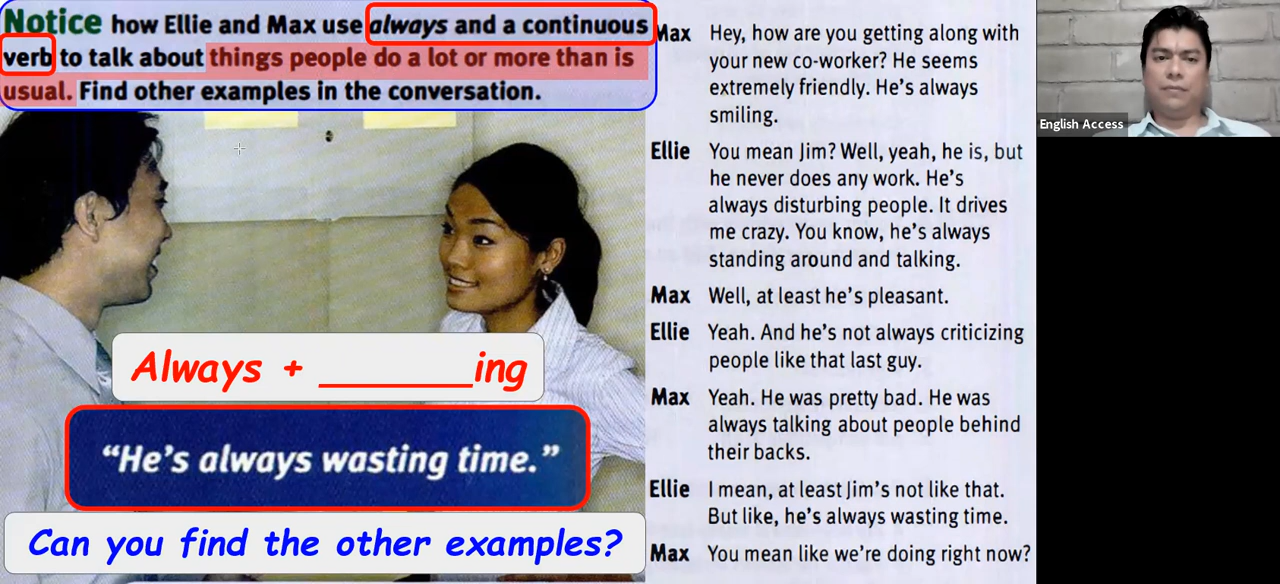 Notice how Ellie and Max use always and a continuous
verb to talk about things people do a lot or more than is
usual. Find other examples in the conversation.
Always + ________ing
“He’s always wasting time.”
Can you find the other examples?
Max Hey, how are you getting along with
your new co-worker? He seems
extremely friendly. He’s always
smiling.
Ellie You mean Jim? Well, yeah, he is, but
he never does any work. He’s
always disturbing people. It drives
me crazy. You know, he’s always
standing around and talking.
Max Well, at least he’s pleasant.
Ellie Yeah. And he’s not always criticizing
people like that last guy.
Max Yeah. He was pretty bad. He was
always talking about people behind
their backs.
Ellie I mean, at least Jim’s not like that.
But like, he’s always wasting time.
Max You mean like we’re doing right now?
English Access